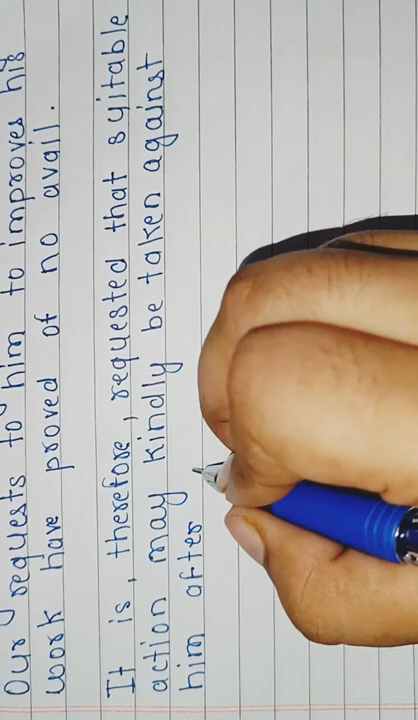 Our requests to him to improves his
work have proved of no avail.
It is, therefore, requested that suitable
action may kindly be taken against
him after